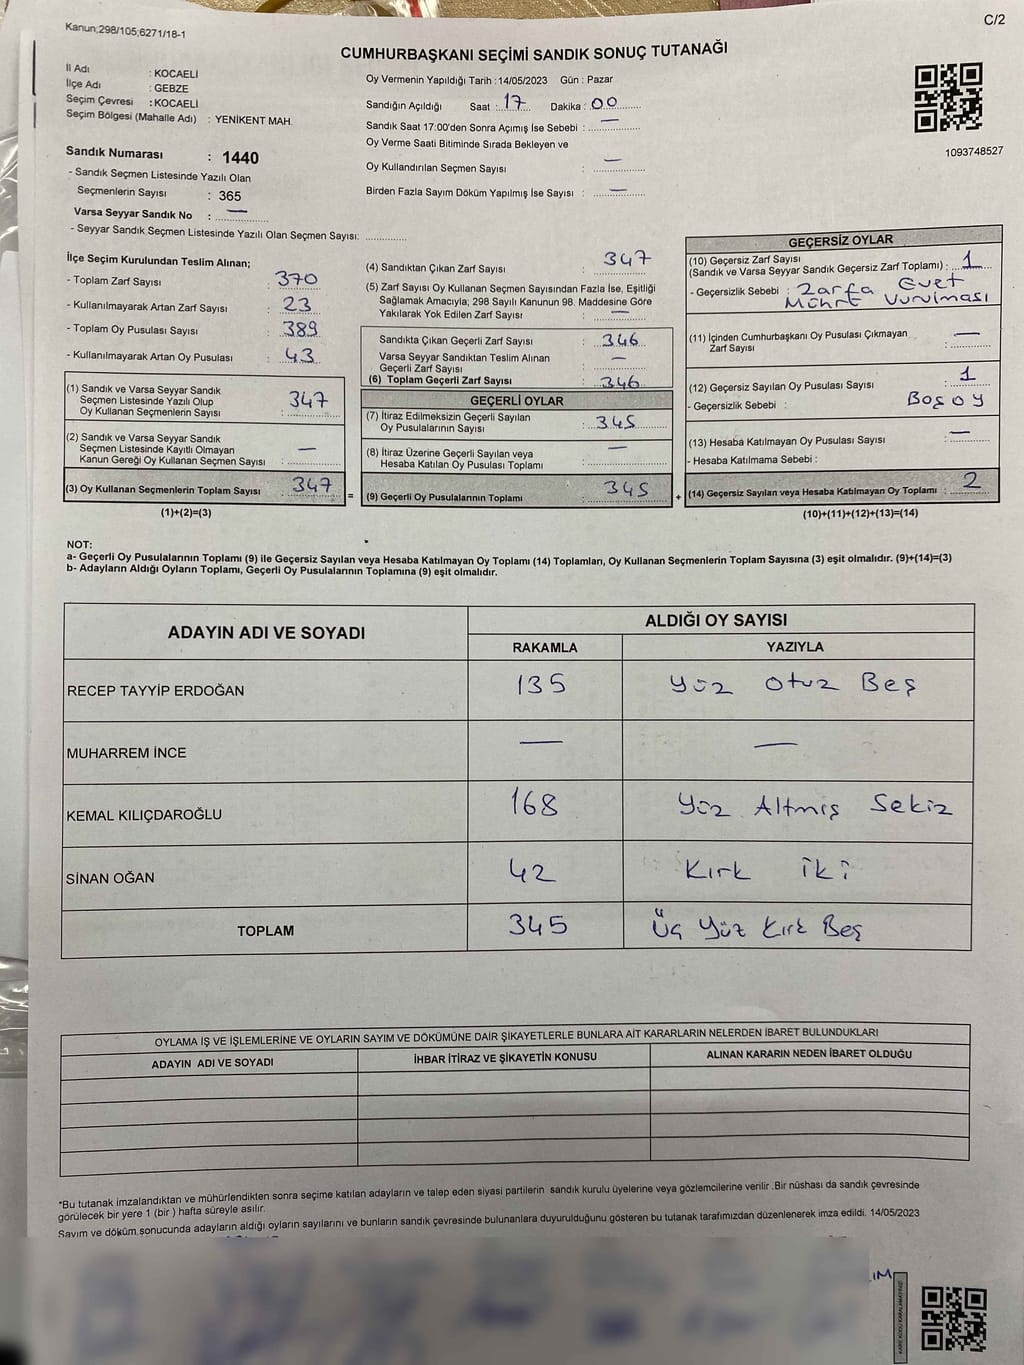 Kanun;298/105;6271/18-1
C/2
CUMHURBAŞKANI SEÇİMİ SANDIK SONUÇ TUTANAĞI
İl Adı : KOCAELİ
İlçe Adı : GEBZE
Seçim Çevresi : KOCAELİ
Seçim Bölgesi (Mahalle Adı) : YENİKENT MAH.
Sandık Numarası : 1440
- Sandık Seçmen Listesinde Yazılı Olan
Seçmenlerin Sayısı : 365
Varsa Seyyar Sandık No : —
- Seyyar Sandık Seçmen Listesinde Yazılı Olan Seçmen Sayısı: ..............
Oy Vermenin Yapıldığı Tarih : 14/05/2023 Gün : Pazar
Sandığın Açıldığı Saat : 17 Dakika : 00
Sandık Saat 17:00'den Sonra Açımış İse Sebebi : —
Oy Verme Saati Bitiminde Sırada Bekleyen ve
Oy Kullandırılan Seçmen Sayısı : —
Birden Fazla Sayım Döküm Yapılmış İse Sayısı : —
1093748527
İlçe Seçim Kurulundan Teslim Alınan;
- Toplam Zarf Sayısı : 370
- Kullanılmayarak Artan Zarf Sayısı : 23
- Toplam Oy Pusulası Sayısı : 389
- Kullanılmayarak Artan Oy Pusulası : 43
(1) Sandık ve Varsa Seyyar Sandık
Seçmen Listesinde Yazılı Olup
Oy Kullanan Seçmenlerin Sayısı : 347
(2) Sandık ve Varsa Seyyar Sandık
Seçmen Listesinde Kayıtlı Olmayan
Kanun Gereği Oy Kullanan Seçmen Sayısı : —
(3) Oy Kullanan Seçmenlerin Toplam Sayısı : 347 =
(1)+(2)=(3)
(4) Sandıktan Çıkan Zarf Sayısı : 347
(5) Zarf Sayısı Oy Kullanan Seçmen Sayısından Fazla İse, Eşitliği
Sağlamak Amacıyla; 298 Sayılı Kanunun 98. Maddesine Göre
Yakılarak Yok Edilen Zarf Sayısı : —
Sandıkta Çıkan Geçerli Zarf Sayısı : 346
Varsa Seyyar Sandıktan Teslim Alınan
Geçerli Zarf Sayısı : —
(6) Toplam Geçerli Zarf Sayısı : 346
GEÇERLİ OYLAR
(7) İtiraz Edilmeksizin Geçerli Sayılan
Oy Pusulalarının Sayısı : 345
(8) İtiraz Üzerine Geçerli Sayılan veya
Hesaba Katılan Oy Pusulası Toplamı : —
(9) Geçerli Oy Pusulalarının Toplamı : 345 +
GEÇERSİZ OYLAR
(10) Geçersiz Zarf Sayısı
(Sandık ve Varsa Seyyar Sandık Geçersiz Zarf Toplamı) : 1
- Geçersizlik Sebebi : Zarfa Evet
Mührü Vurulması
(11) İçinden Cumhurbaşkanı Oy Pusulası Çıkmayan
Zarf Sayısı : —
(12) Geçersiz Sayılan Oy Pusulası Sayısı : 1
- Geçersizlik Sebebi : Boş oy
(13) Hesaba Katılmayan Oy Pusulası Sayısı : —
- Hesaba Katılmama Sebebi :
(14) Geçersiz Sayılan veya Hesaba Katılmayan Oy Toplamı : 2
(10)+(11)+(12)+(13)=(14)
NOT:
a- Geçerli Oy Pusulalarının Toplamı (9) ile Geçersiz Sayılan veya Hesaba Katılmayan Oy Toplamı (14) Toplamları, Oy Kullanan Seçmenlerin Toplam Sayısına (3) eşit olmalıdır. (9)+(14)=(3)
b- Adayların Aldığı Oyların Toplamı, Geçerli Oy Pusulalarının Toplamına (9) eşit olmalıdır.
ADAYIN ADI VE SOYADI ALDIĞI OY SAYISI
RAKAMLA YAZIYLA
RECEP TAYYİP ERDOĞAN 135 Yüz Otuz Beş
MUHARREM İNCE — —
KEMAL KILIÇDAROĞLU 168 Yüz Altmış Sekiz
SİNAN OĞAN 42 Kırk iki
TOPLAM 345 Üç Yüz Kırk Beş
OYLAMA İŞ VE İŞLEMLERİNE VE OYLARIN SAYIM VE DÖKÜMÜNE DAİR ŞİKAYETLERLE BUNLARA AİT KARARLARIN NELERDEN İBARET BULUNDUKLARI
ADAYIN ADI VE SOYADI İHBAR İTİRAZ VE ŞİKAYETİN KONUSU ALINAN KARARIN NEDEN İBARET OLDUĞU
*Bu tutanak imzalandıktan ve mühürlendikten sonra seçime katılan adayların ve talep eden siyasi partilerin sandık kurulu üyelerine veya gözlemcilerine verilir .Bir nüshası da sandık çevresinde
görülecek bir yere 1 (bir ) hafta süreyle asılır.
Sayım ve döküm sonucunda adayların aldığı oyların sayılarını ve bunların sandık çevresinde bulunanlara duyurulduğunu gösteren bu tutanak tarafımızdan düzenlenerek imza edildi. 14/05/2023